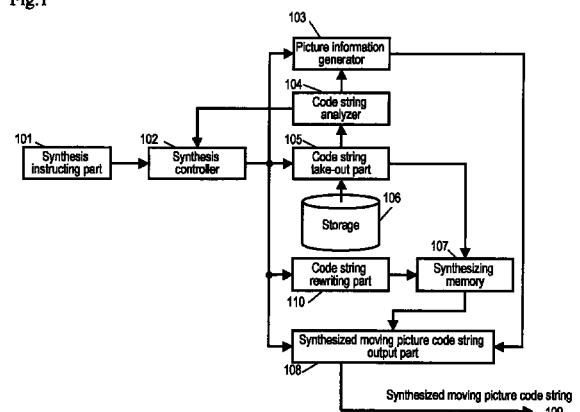 Fig.1
103
Picture information
generator
104
Code string
analyzer
101
Synthesis
instructing part
102
Synthesis
controller
105
Code string
take-out part
106
Storage
107
Synthesizing
memory
Code string
rewriting part
110
Synthesized moving picture code string
output part
108
Synthesized moving picture code string
109